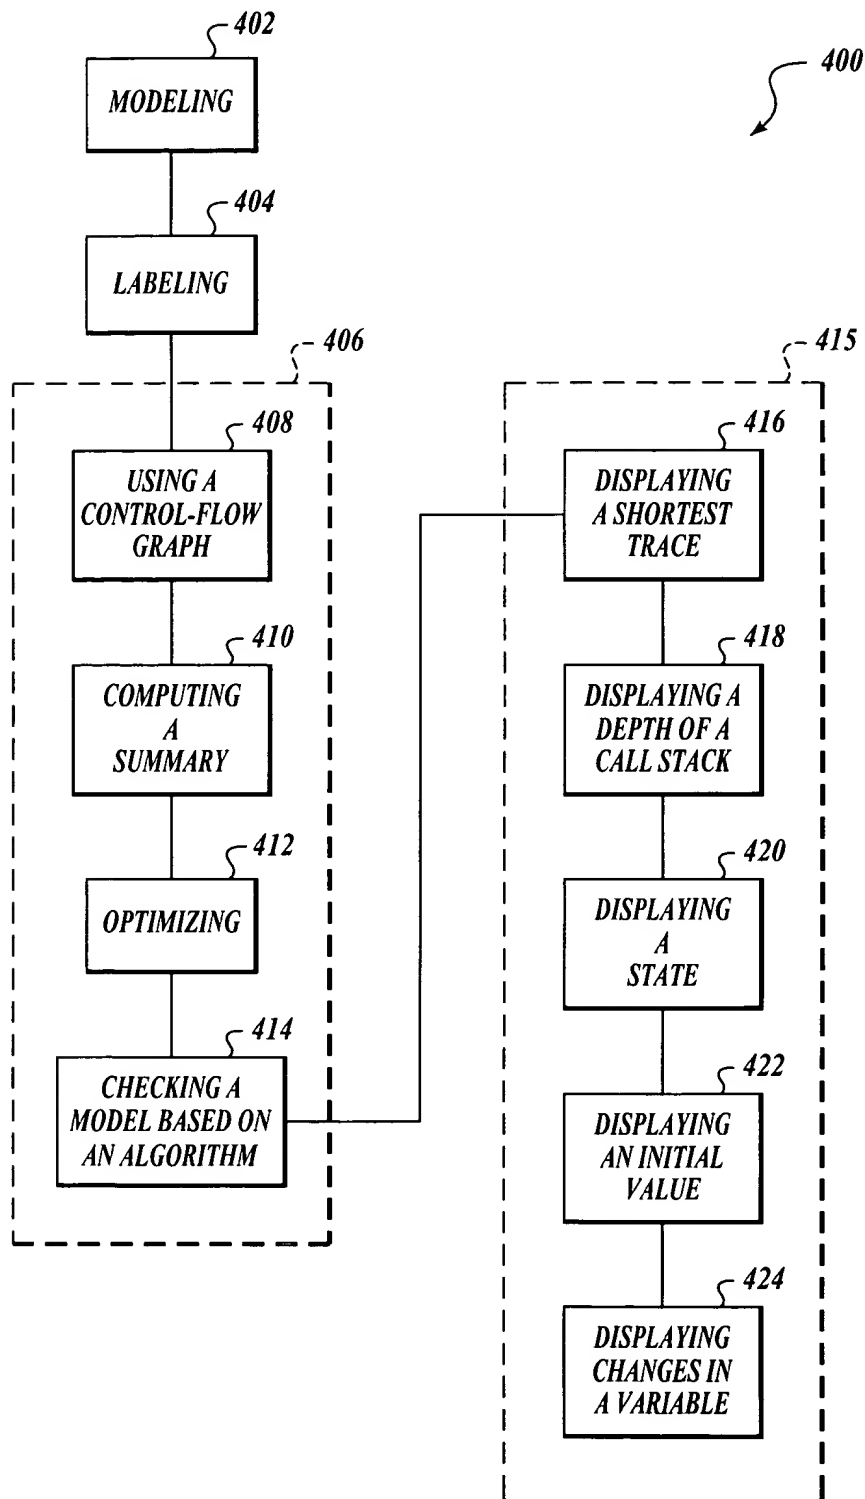 402
400
MODELING
404
LABELING
406
408
USING A
CONTROL-FLOW
GRAPH
410
COMPUTING
A
SUMMARY
412
OPTIMIZING
414
CHECKING A
MODEL BASED ON
AN ALGORITHM
415
416
DISPLAYING
A SHORTEST
TRACE
418
DISPLAYING A
DEPTH OF A
CALL STACK
420
DISPLAYING
A
STATE
422
DISPLAYING
AN INITIAL
VALUE
424
DISPLAYING
CHANGES IN
A VARIABLE